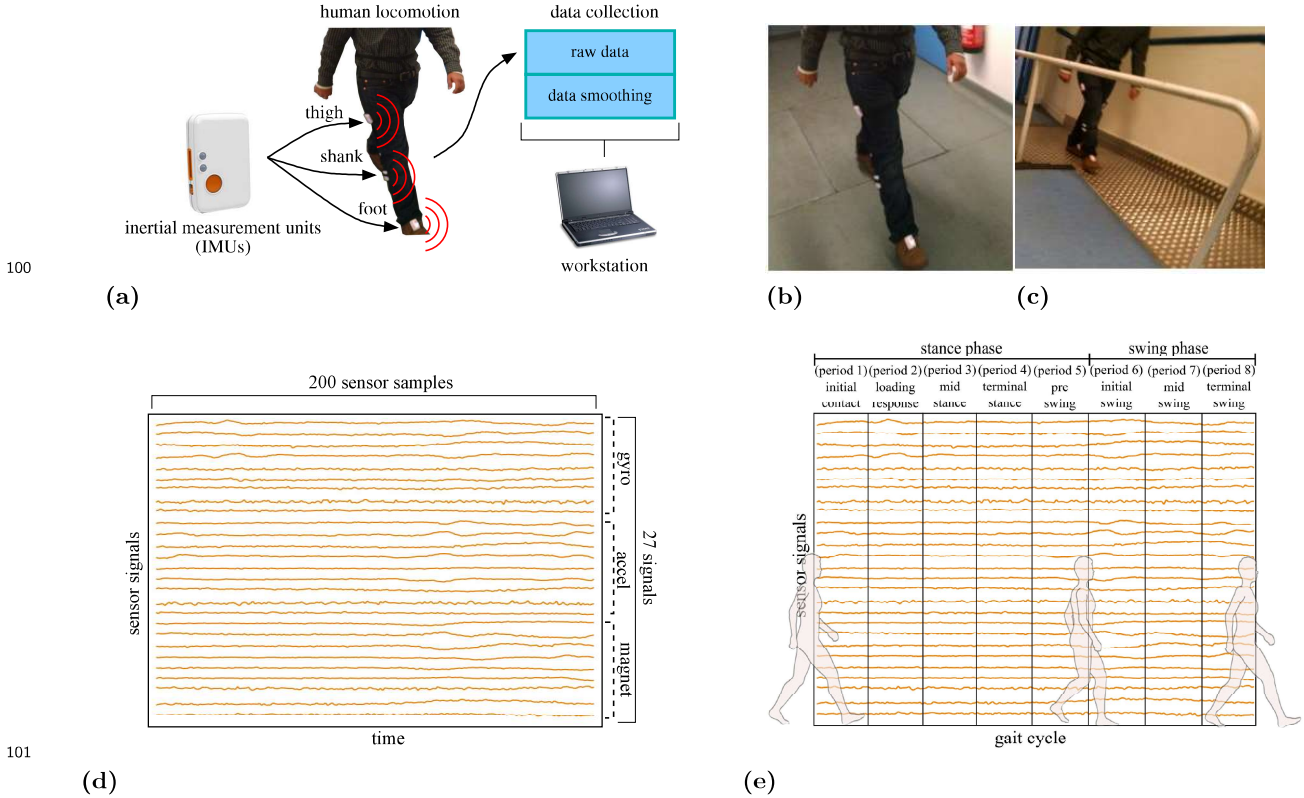 human locomotion
data collection
raw data
data smoothing
thigh
shank
foot
inertial measurement units
(IMUs)
workstation
100
(a)
(b)
(c)
200 sensor samples
sensor signals
gyro
accel
magnet
27 signals
time
101
(d)
stance phase
swing phase
(period 1) (period 2) (period 3) (period 4) (period 5) (period 6) (period 7) (period 8)
initial loading mid terminal pre initial mid terminal
contact response stance stance swing swing swing swing
sensor signals
gait cycle
(e)